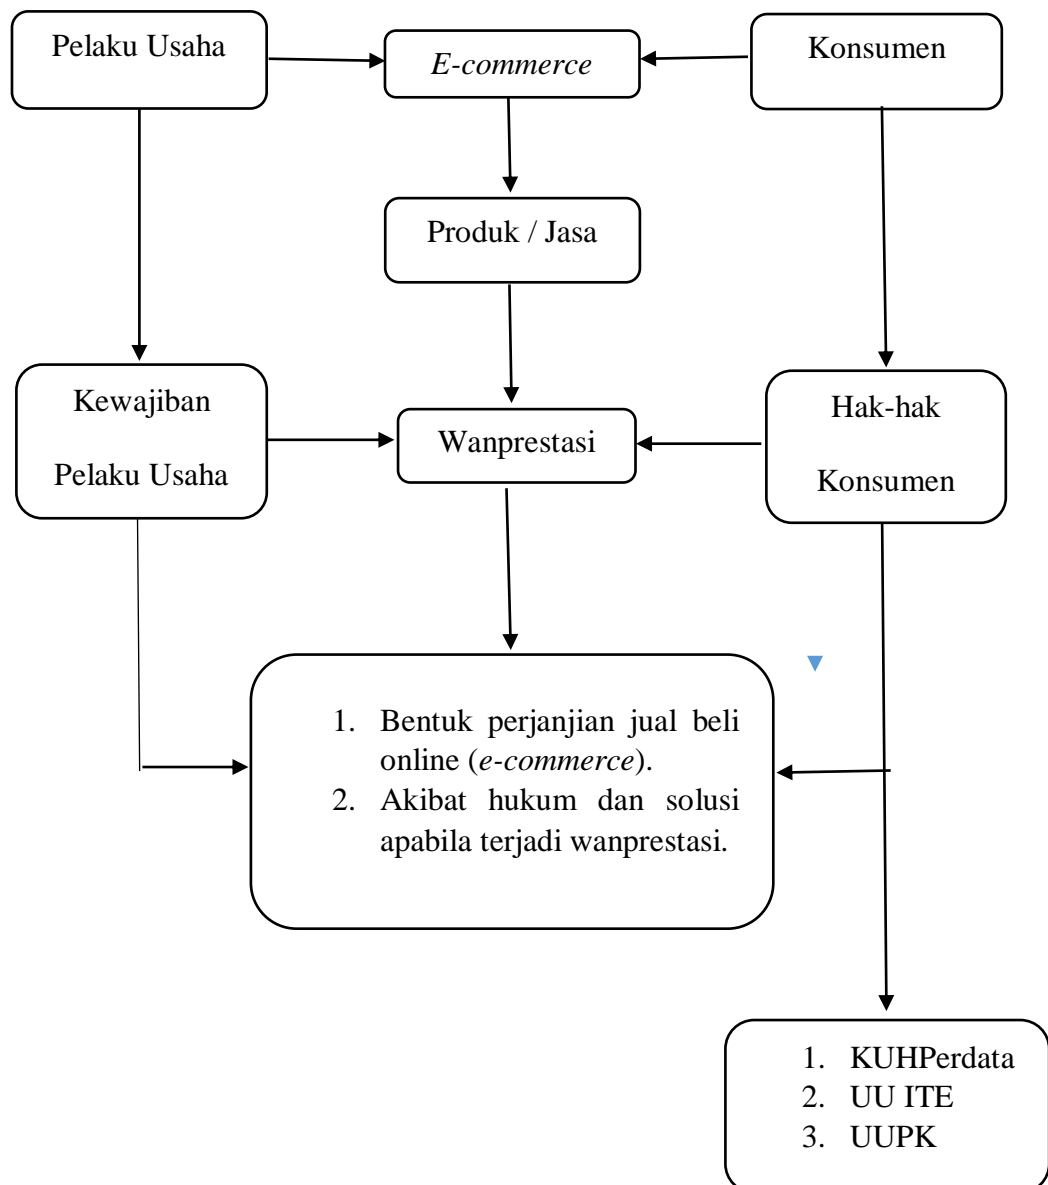 Pelaku Usaha
E-commerce
Konsumen
Produk / Jasa
Kewajiban
Pelaku Usaha
Wanprestasi
Hak-hak
Konsumen
1. Bentuk perjanjian jual beli
online (e-commerce).
2. Akibat hukum dan solusi
apabila terjadi wanprestasi.
1. KUHPerdata
2. UU ITE
3. UUPK